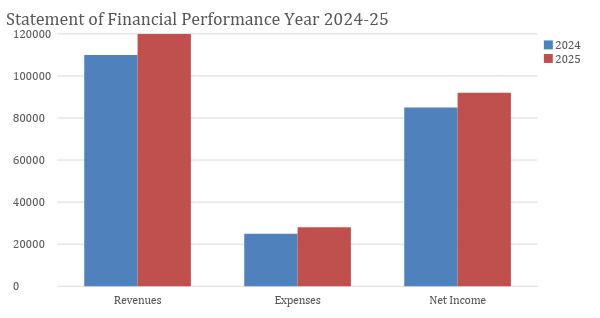 Statement of Financial Performance Year 2024-25
120000
100000
80000
60000
40000
20000
0
Revenues
Expenses
Net Income
2024
2025